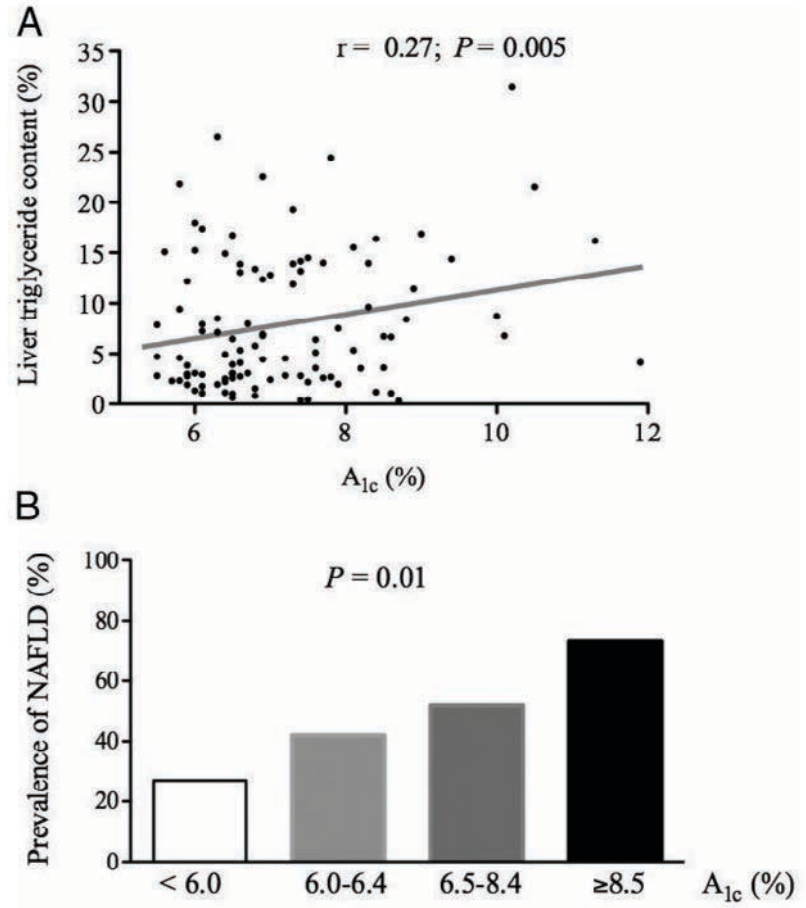 A
r = 0.27; P = 0.005
Liver triglyceride content (%)
35
30
25
20
15
10
5
0
6 8 10 12
A1c (%)
B
P = 0.01
Prevalence of NAFLD (%)
100
80
60
40
20
0
< 6.0 6.0-6.4 6.5-8.4 ≥8.5 A1c (%)